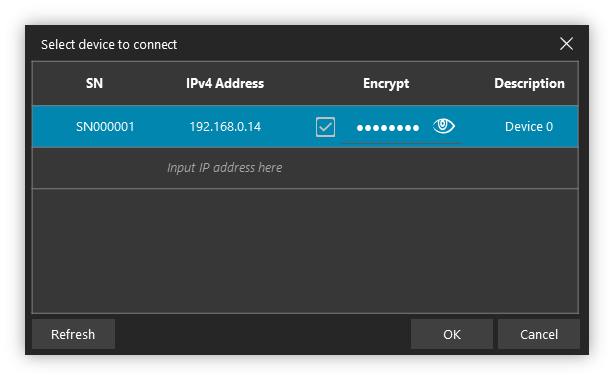 Select device to connect
SN IPv4 Address Encrypt Description
SN000001 192.168.0.14 ●●●●●●●● Device 0
Input IP address here
Refresh OK Cancel